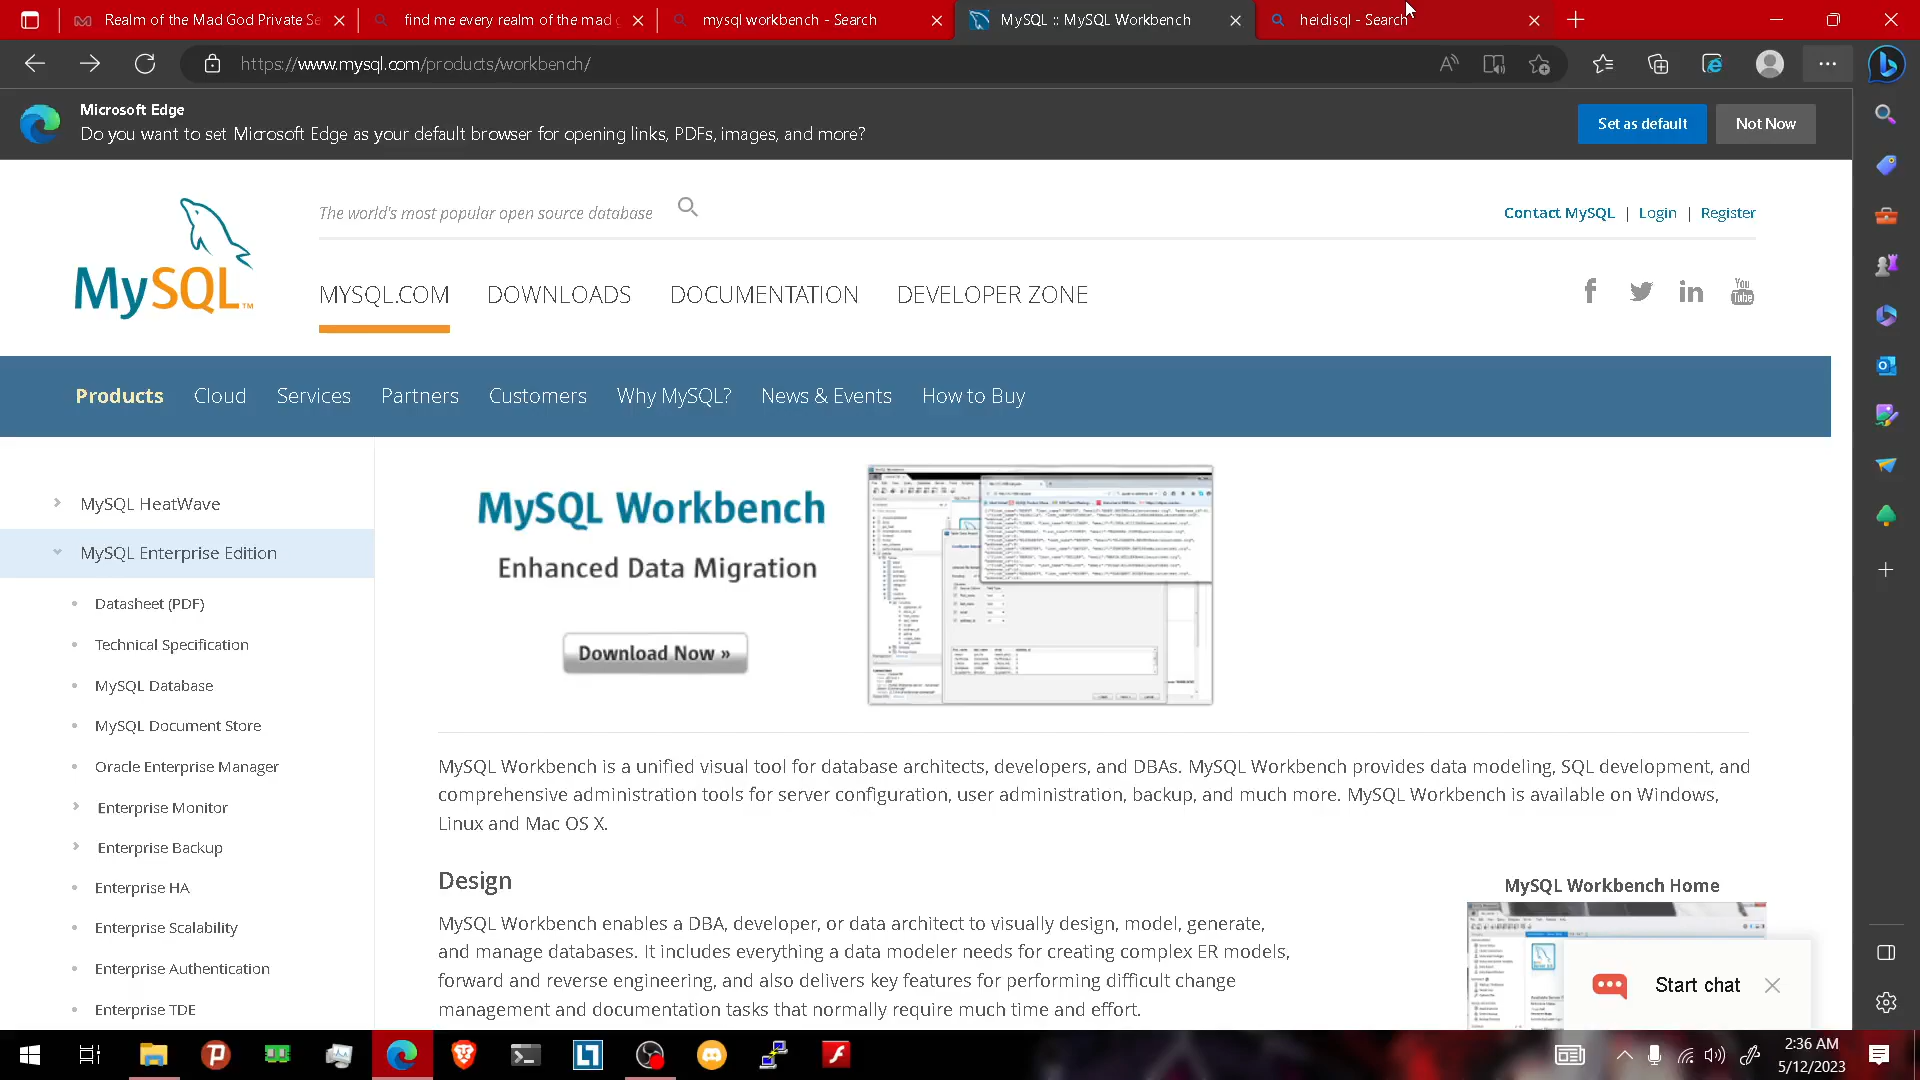 Realm of the Mad God Private Se
find me every realm of the mad g
mysql workbench - Search
MySQL :: MySQL Workbench
heidisql - Search
https://www.mysql.com/products/workbench/
Microsoft Edge
Do you want to set Microsoft Edge as your default browser for opening links, PDFs, images, and more?
Set as default
Not Now
MySQL™
The world's most popular open source database
Contact MySQL | Login | Register
MYSQL.COM
DOWNLOADS
DOCUMENTATION
DEVELOPER ZONE
You Tube
Products
Cloud
Services
Partners
Customers
Why MySQL?
News & Events
How to Buy
MySQL HeatWave
MySQL Enterprise Edition
Datasheet (PDF)
Technical Specification
MySQL Database
MySQL Document Store
Oracle Enterprise Manager
Enterprise Monitor
Enterprise Backup
Enterprise HA
Enterprise Scalability
Enterprise Authentication
Enterprise TDE
MySQL Workbench
Enhanced Data Migration
Download Now »
MySQL Workbench is a unified visual tool for database architects, developers, and DBAs. MySQL Workbench provides data modeling, SQL development, and
comprehensive administration tools for server configuration, user administration, backup, and much more. MySQL Workbench is available on Windows,
Linux and Mac OS X.
Design
MySQL Workbench enables a DBA, developer, or data architect to visually design, model, generate,
and manage databases. It includes everything a data modeler needs for creating complex ER models,
forward and reverse engineering, and also delivers key features for performing difficult change
management and documentation tasks that normally require much time and effort.
MySQL Workbench Home
Start chat
2:36 AM
5/12/2023